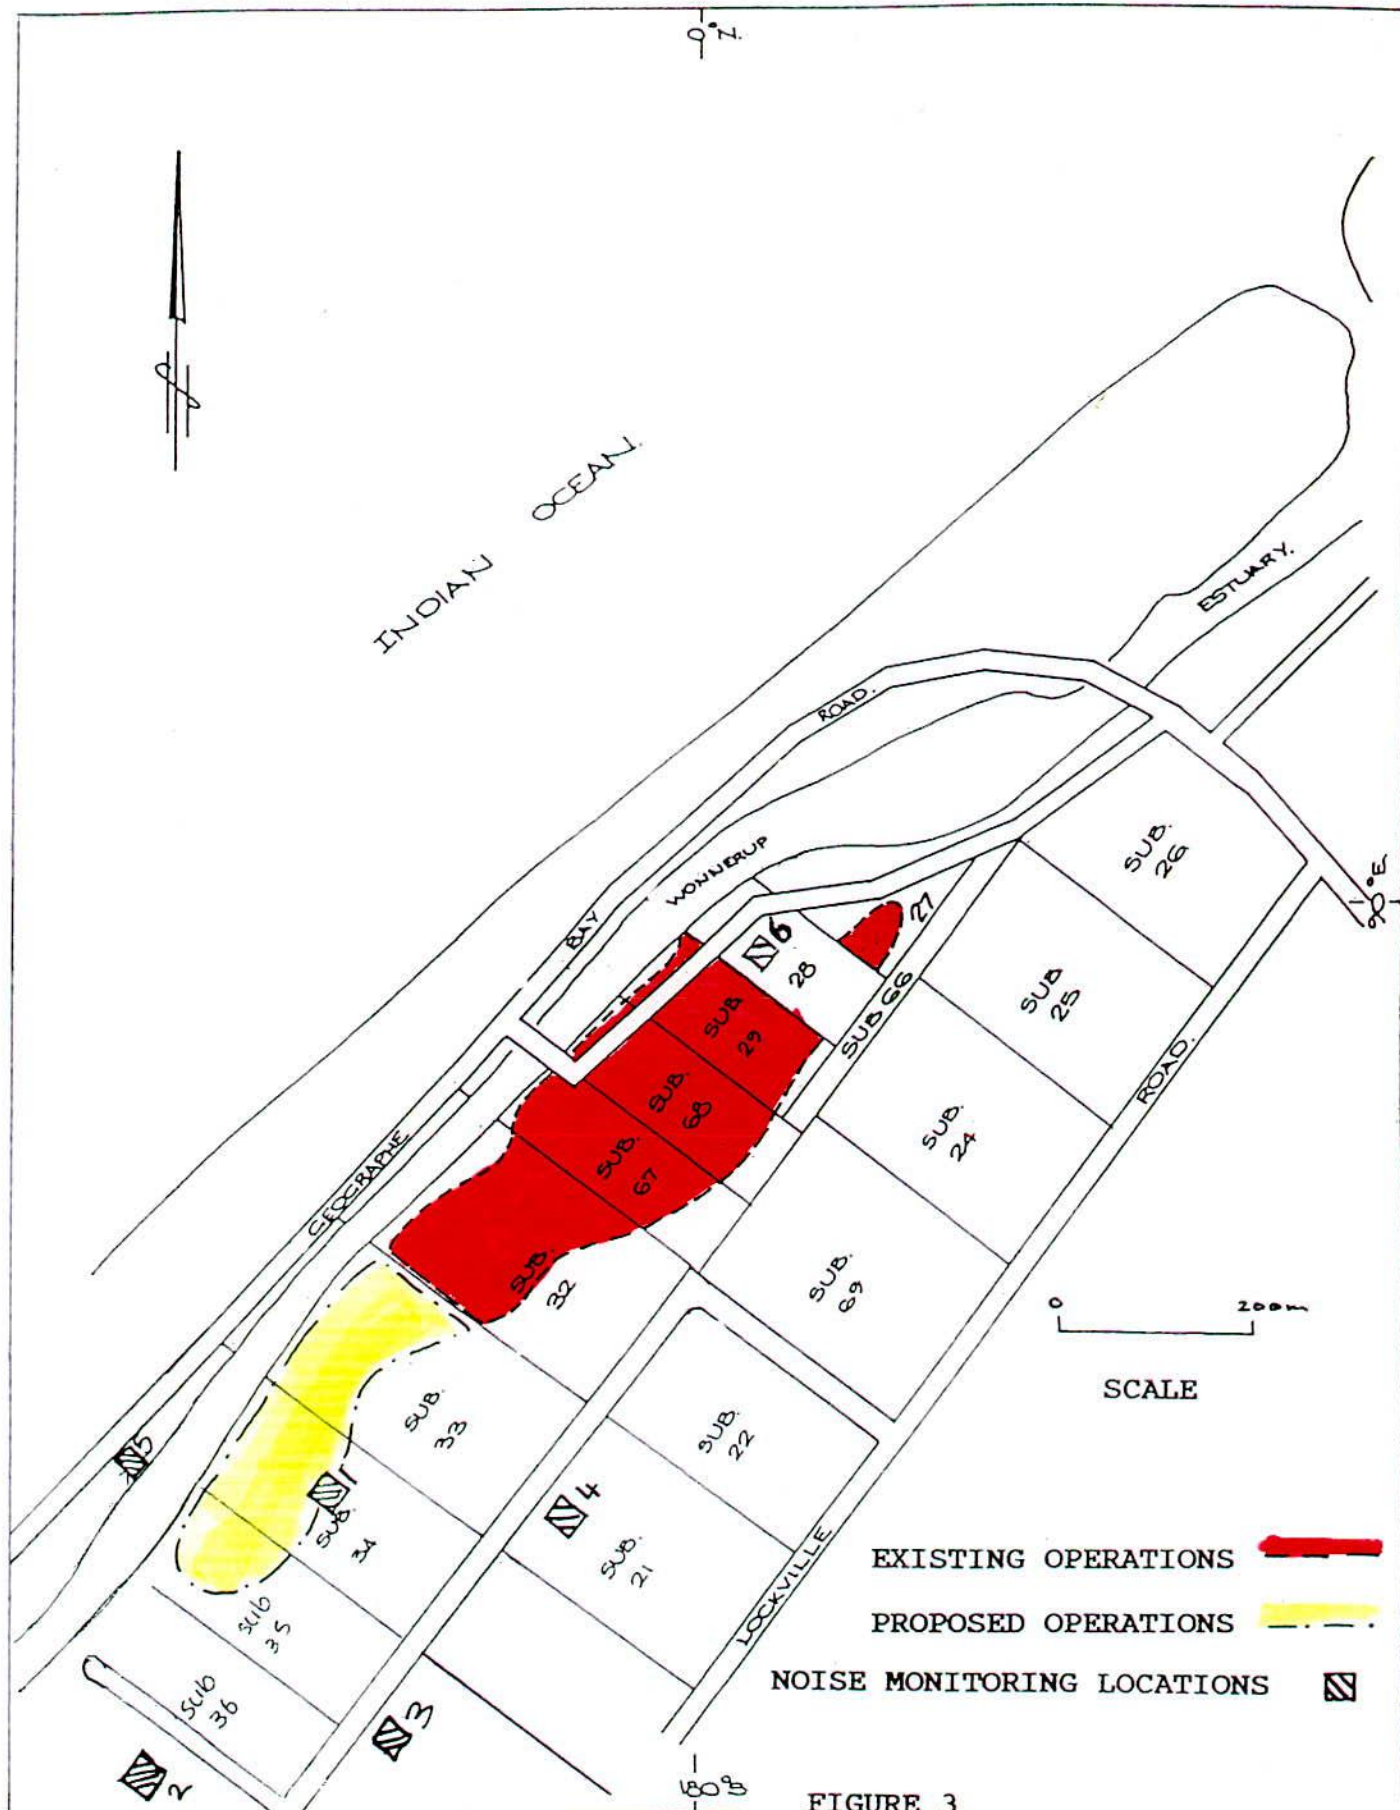 0°N.
INDIAN OCEAN.
ESTUARY.
ROAD.
WONNERUP
BAY
GEOGRAPHE
SUB. 26
90°E
27
6
28
SUB 66
SUB 25
SUB 29
ROAD.
SUB. 68
SUB. 24
SUB. 67
SUB. 32
SUB. 69
0 200m
SCALE
SUB. 33
SUB. 22
5
1
4
SUB. 34
SUB. 21
LOCKVILLE
EXISTING OPERATIONS
PROPOSED OPERATIONS
SUB 35
NOISE MONITORING LOCATIONS
SUB 36
3
2
180°S
FIGURE 3